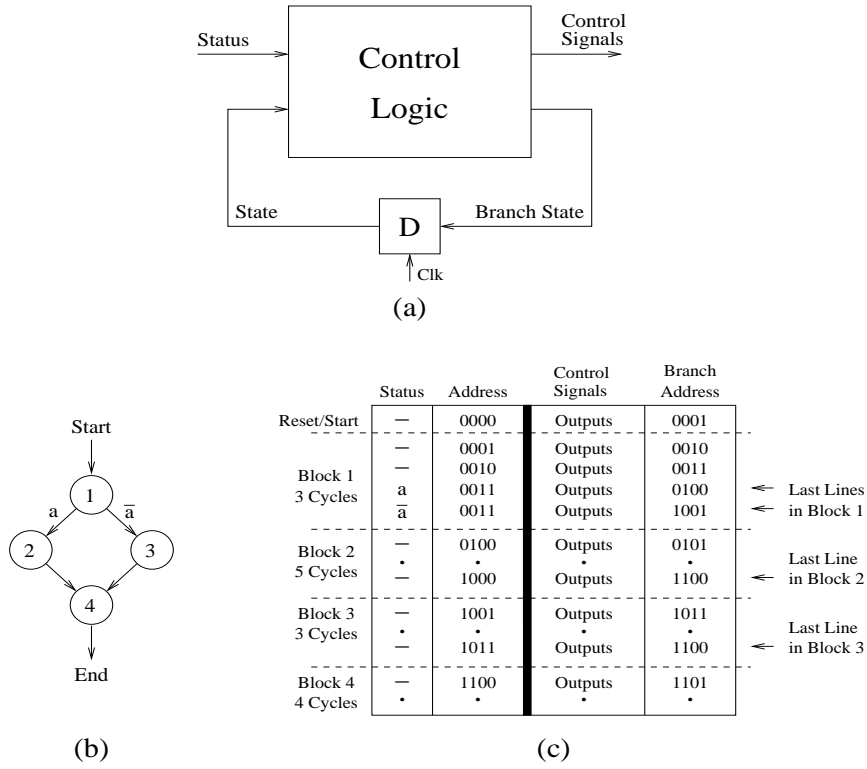 Status
Control
Signals
Control
Logic
State
Branch State
D
Clk
(a)
Start
1
a
a̅
2
3
4
End
(b)
Status Address Control Signals Branch Address
Reset/Start — 0000 Outputs 0001
— 0001 Outputs 0010
— 0010 Outputs 0011
Block 1
3 Cycles
a 0011 Outputs 0100
a̅ 0011 Outputs 1001
Last Lines
in Block 1
Block 2
5 Cycles
— 0100 Outputs 0101
• • • •
— 1000 Outputs 1100
Last Line
in Block 2
Block 3
3 Cycles
— 1001 Outputs 1011
• • • •
— 1011 Outputs 1100
Last Line
in Block 3
Block 4
4 Cycles
— 1100 Outputs 1101
• • • •
(c)